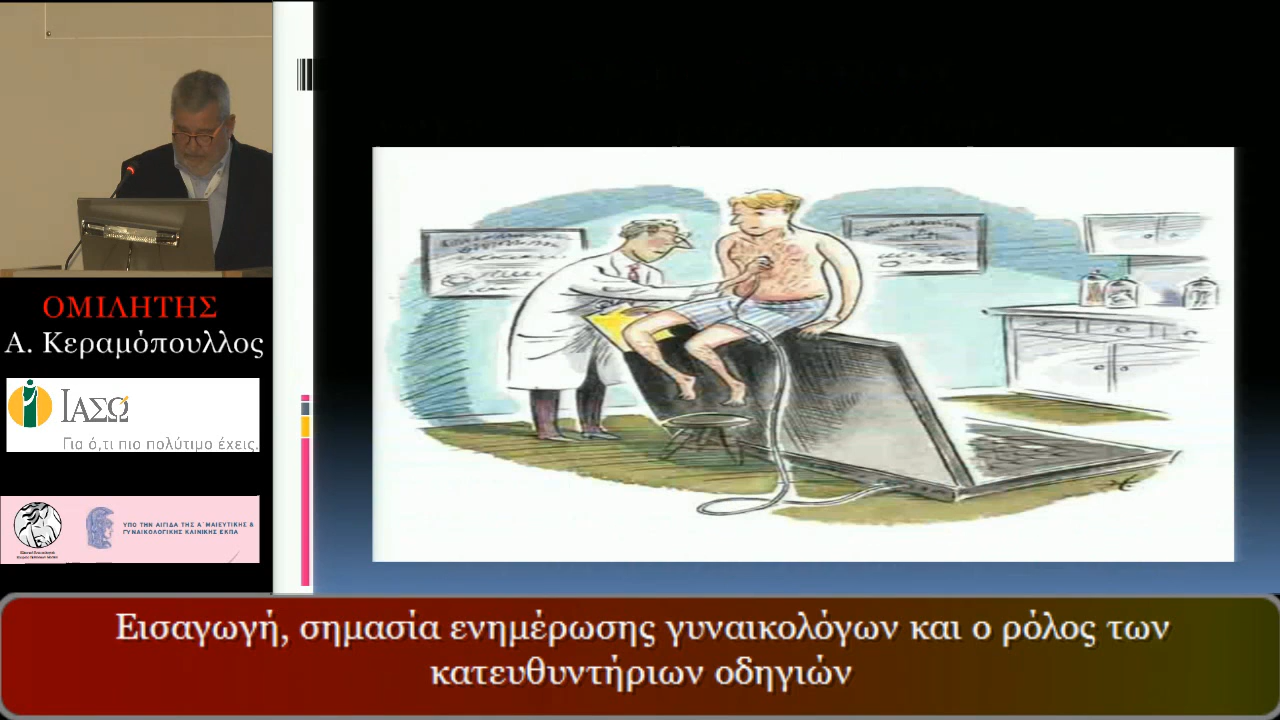 ΟΜΙΛΗΤΗΣ
Α. Κεραμόπουλλος
ΙΑΣΩ
Για ό,τι πιο πολύτιμο έχεις.
ΥΠΟ ΤΗΝ ΑΙΓΙΔΑ ΤΗΣ Α΄ΜΑΙΕΥΤΙΚΗΣ &
ΓΥΝΑΙΚΟΛΟΓΙΚΗΣ ΚΛΙΝΙΚΗΣ ΕΚΠΑ
Εισαγωγή, σημασία ενημέρωσης γυναικολόγων και ο ρόλος των
κατευθυντήριων οδηγιών